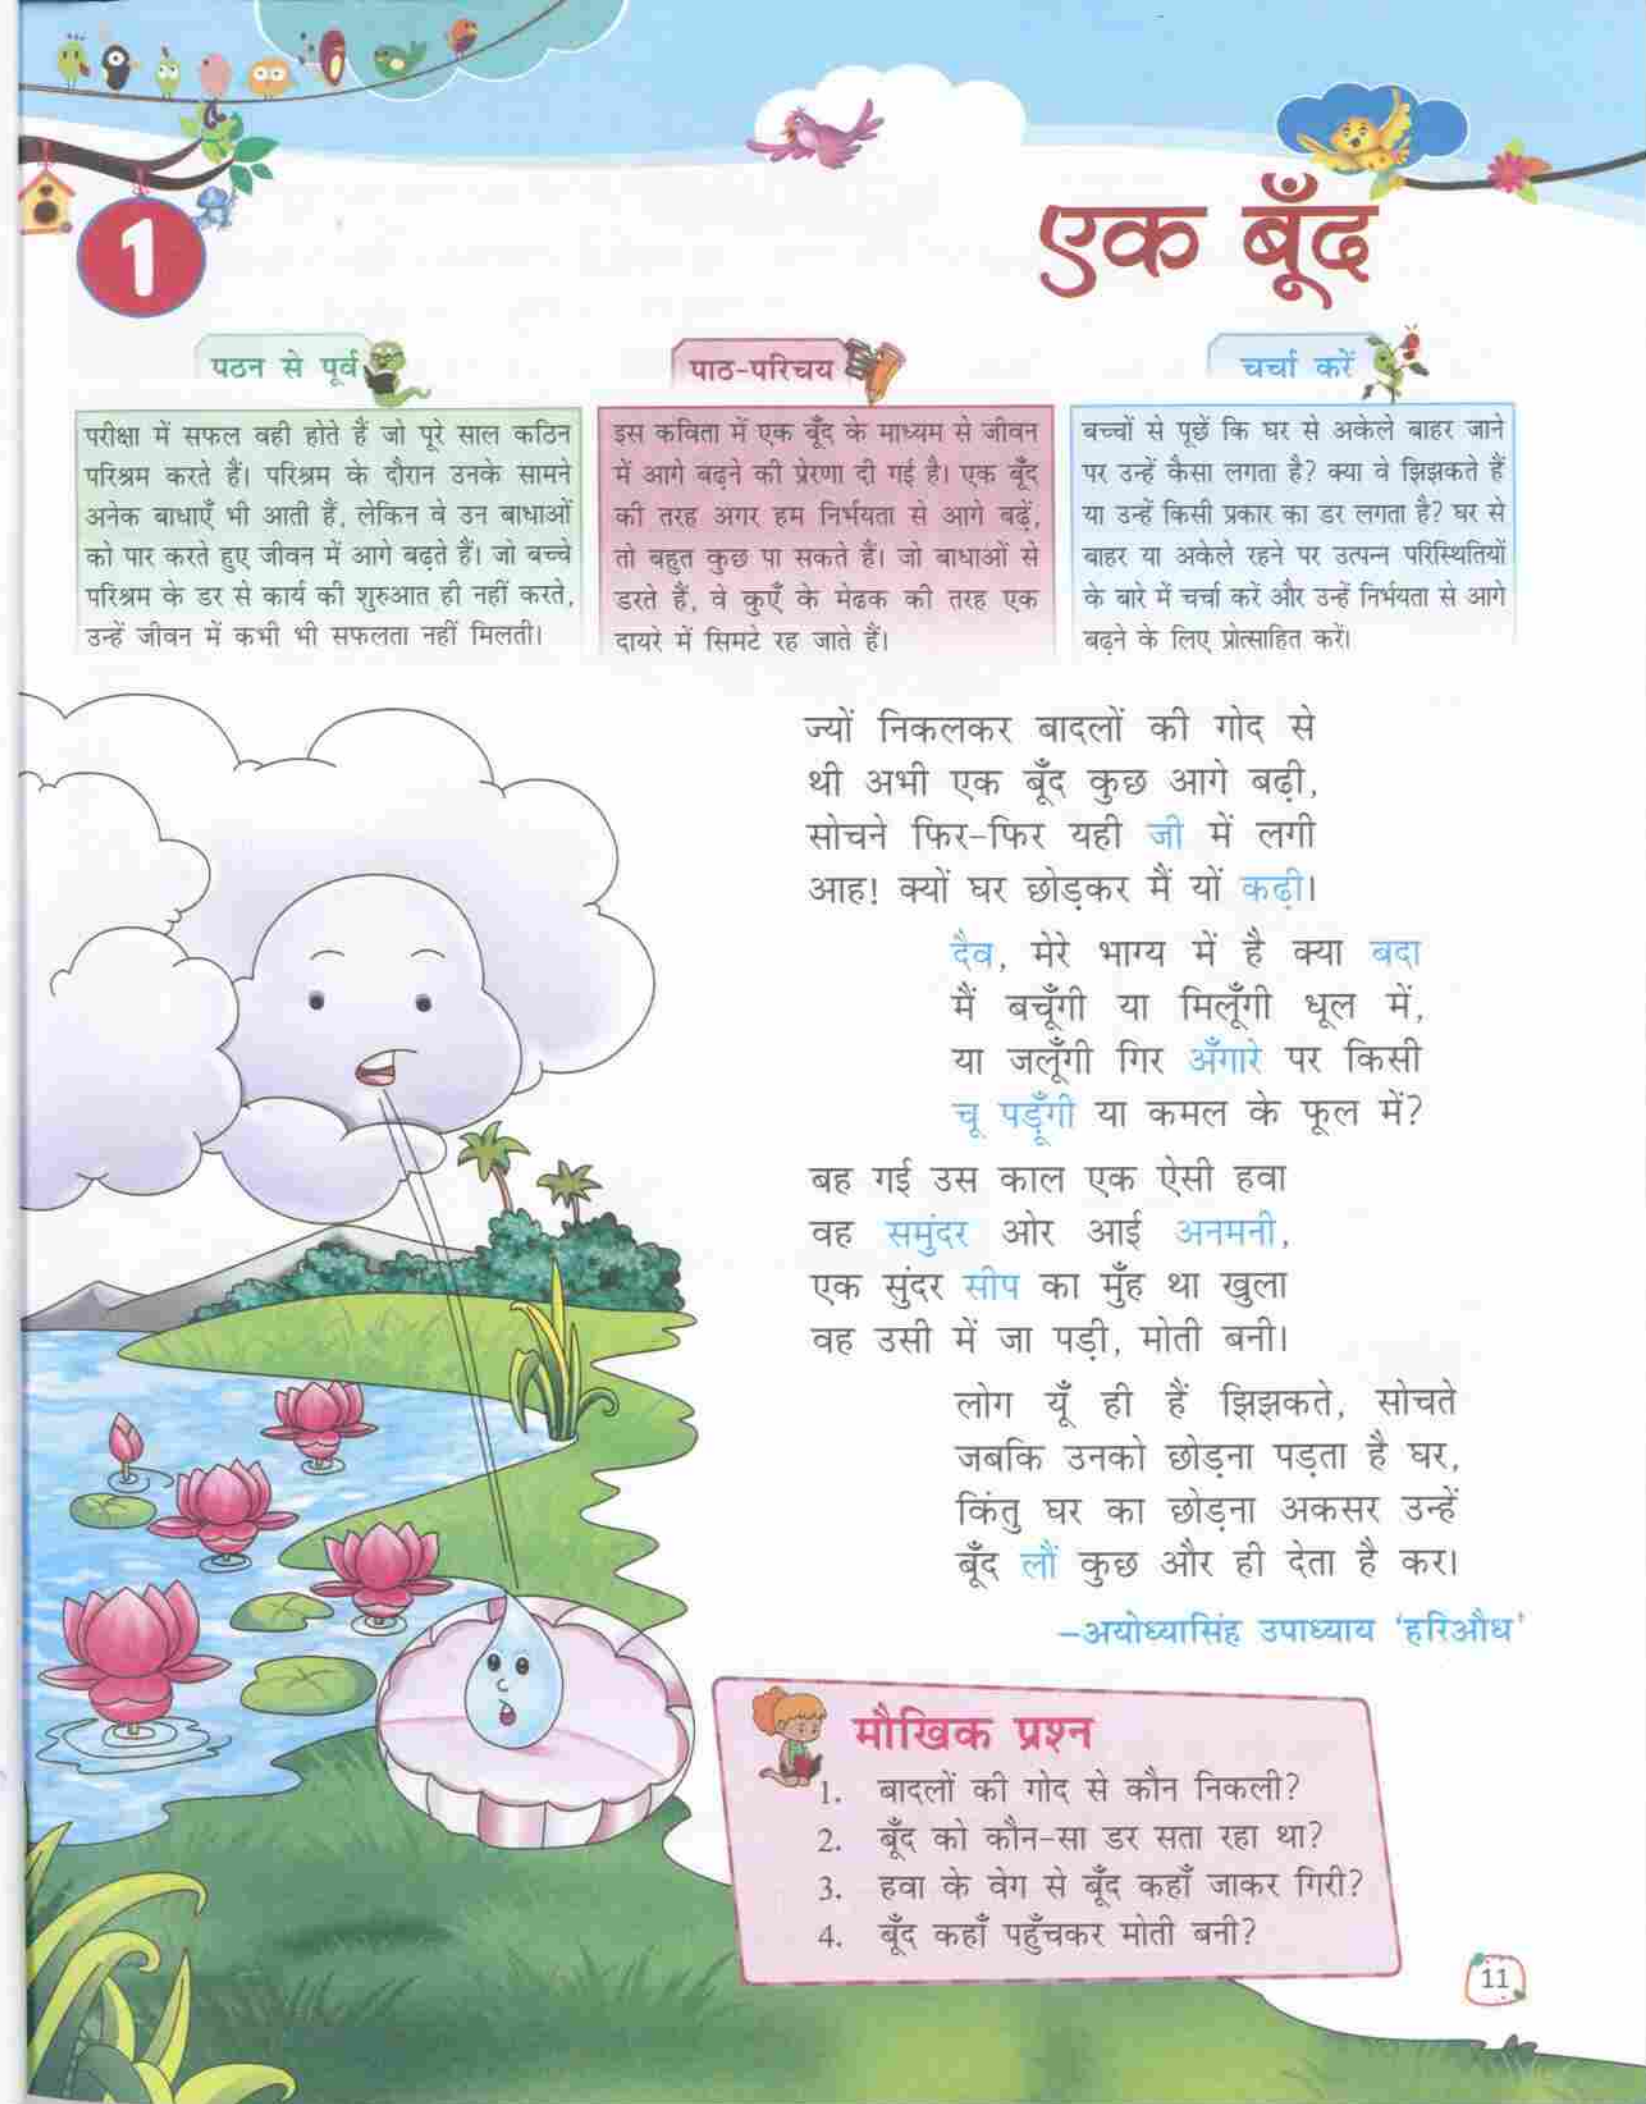 1
एक बूँद
पठन से पूर्व
परीक्षा में सफल वही होते हैं जो पूरे साल कठिन
परिश्रम करते हैं। परिश्रम के दौरान उनके सामने
अनेक बाधाएँ भी आती हैं, लेकिन वे उन बाधाओं
को पार करते हुए जीवन में आगे बढ़ते हैं। जो बच्चे
परिश्रम के डर से कार्य की शुरुआत ही नहीं करते,
उन्हें जीवन में कभी भी सफलता नहीं मिलती।
पाठ-परिचय
इस कविता में एक बूँद के माध्यम से जीवन
में आगे बढ़ने की प्रेरणा दी गई है। एक बूँद
की तरह अगर हम निर्भयता से आगे बढ़ें,
तो बहुत कुछ पा सकते हैं। जो बाधाओं से
डरते हैं, वे कुएँ के मेढक की तरह एक
दायरे में सिमटे रह जाते हैं।
चर्चा करें
बच्चों से पूछें कि घर से अकेले बाहर जाने
पर उन्हें कैसा लगता है? क्या वे झिझकते हैं
या उन्हें किसी प्रकार का डर लगता है? घर से
बाहर या अकेले रहने पर उत्पन्न परिस्थितियों
के बारे में चर्चा करें और उन्हें निर्भयता से आगे
बढ़ने के लिए प्रोत्साहित करें।
ज्यों निकलकर बादलों की गोद से
थी अभी एक बूँद कुछ आगे बढ़ी,
सोचने फिर-फिर यही जी में लगी
आह! क्यों घर छोड़कर मैं यों कढ़ी।
दैव, मेरे भाग्य में है क्या बदा
मैं बचूँगी या मिलूँगी धूल में,
या जलूँगी गिर अँगारे पर किसी
चू पड़ूँगी या कमल के फूल में?
बह गई उस काल एक ऐसी हवा
वह समुंदर ओर आई अनमनी,
एक सुंदर सीप का मुँह था खुला
वह उसी में जा पड़ी, मोती बनी।
लोग यूँ ही हैं झिझकते, सोचते
जबकि उनको छोड़ना पड़ता है घर,
किंतु घर का छोड़ना अकसर उन्हें
बूँद लौं कुछ और ही देता है कर।
–अयोध्यासिंह उपाध्याय 'हरिऔध'
मौखिक प्रश्न
1. बादलों की गोद से कौन निकली?
2. बूँद को कौन-सा डर सता रहा था?
3. हवा के वेग से बूँद कहाँ जाकर गिरी?
4. बूँद कहाँ पहुँचकर मोती बनी?
11